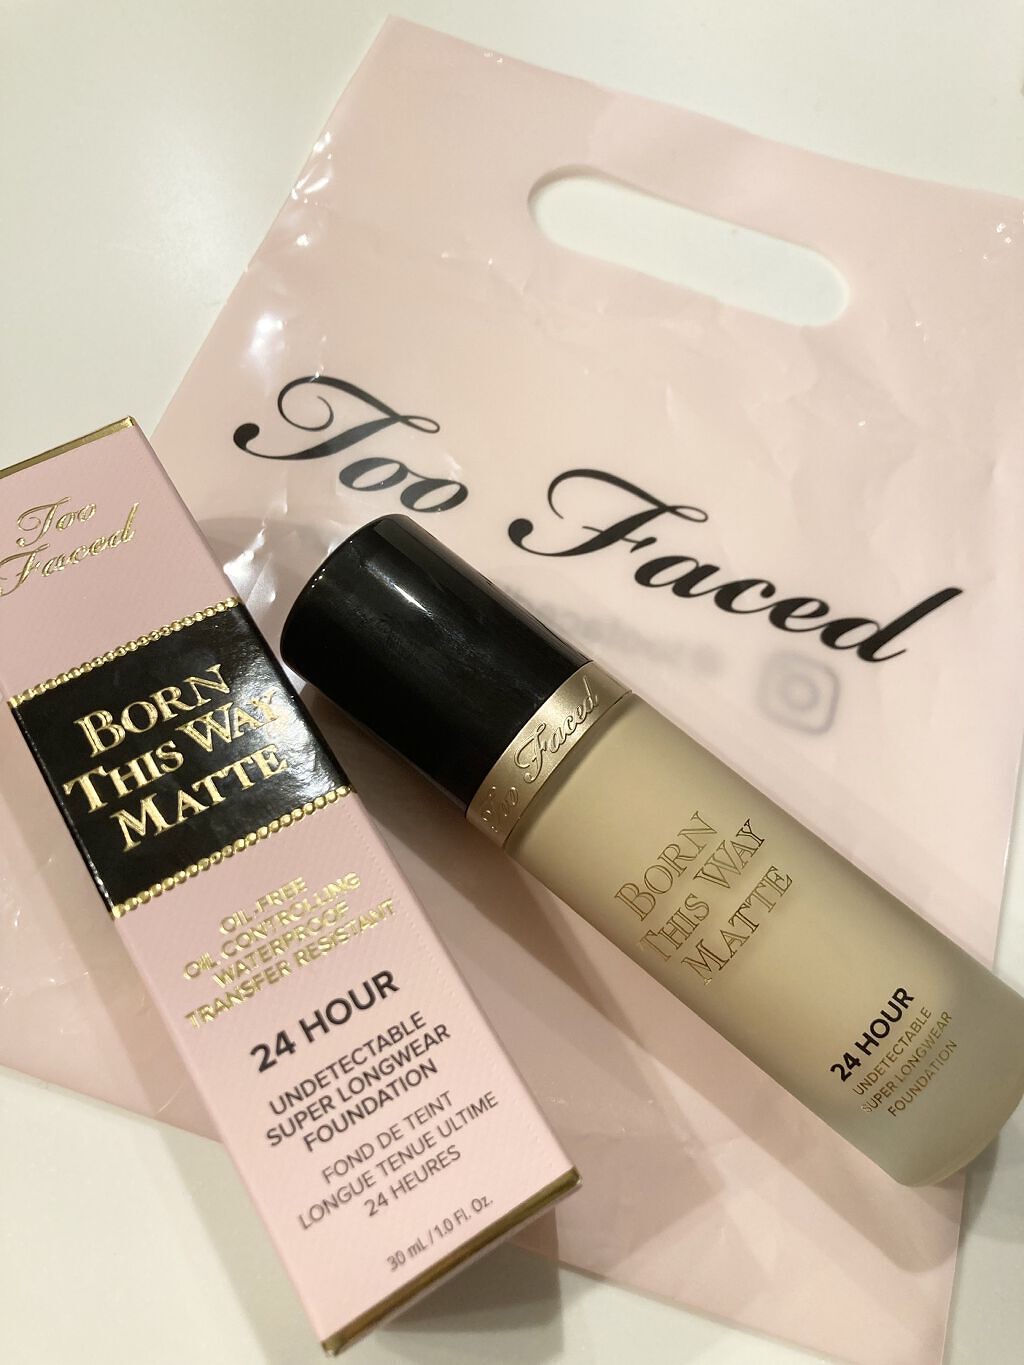 Too Faced
Too
Faced
BORN
THIS WAY
MATTE
OIL-FREE
OIL CONTROLLING
WATERPROOF
TRANSFER RESISTANT
24 HOUR
UNDETECTABLE
SUPER LONGWEAR
FOUNDATION
FOND DE TEINT
LONGUE TENUE ULTIME
24 HEURES
30 mL / 1.0 Fl. Oz.
Too Faced
BORN
THIS WAY
MATTE
24 HOUR
UNDETECTABLE
SUPER LONGWEAR
FOUNDATION